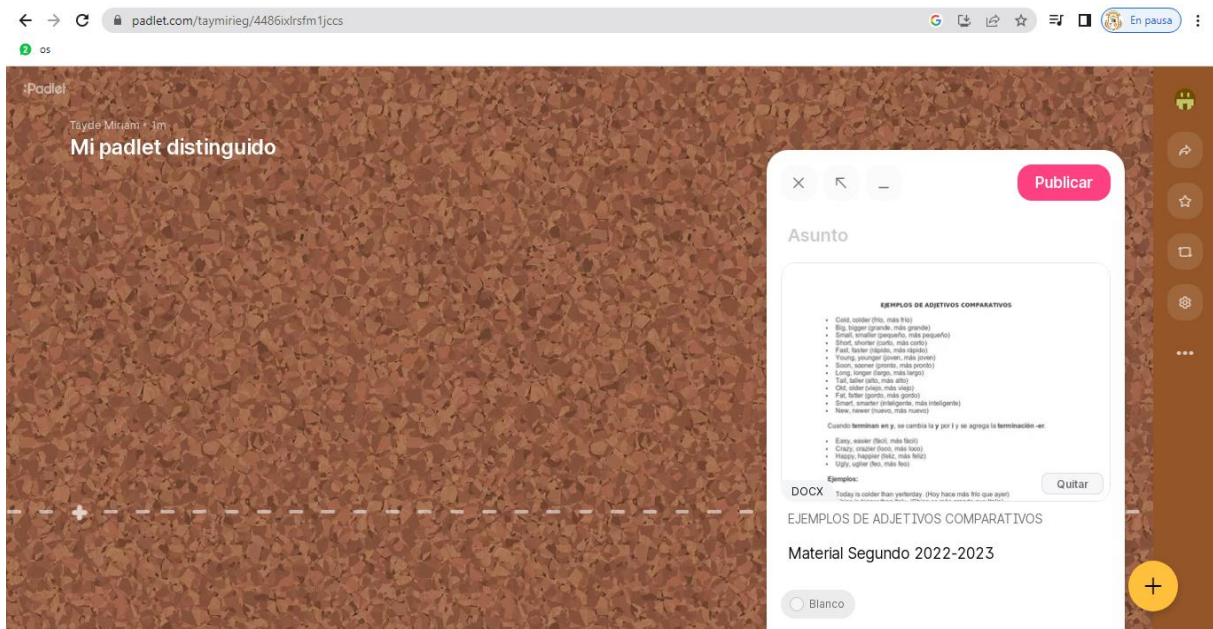 padlet.com/taymirieg/4486ixlrsfm1jccs
En pausa
2 os
:Padlet
Tayde Miriam • 1m
Mi padlet distinguido
Publicar
Asunto
EJEMPLOS DE ADJETIVOS COMPARATIVOS
• Cold, colder (frío, más frío)
• Big, bigger (grande, más grande)
• Small, smaller (pequeño, más pequeño)
• Short, shorter (corto, más corto)
• Fast, faster (rápido, más rápido)
• Young, younger (joven, más joven)
• Soon, sooner (pronto, más pronto)
• Long, longer (largo, más largo)
• Tall, taller (alto, más alto)
• Old, older (viejo, más viejo)
• Fat, fatter (gordo, más gordo)
• Smart, smarter (inteligente, más inteligente)
• New, newer (nuevo, más nuevo)
Cuando terminan en y, se cambia la y por i y se agrega la terminación -er.
• Easy, easier (fácil, más fácil)
• Crazy, crazier (loco, más loco)
• Happy, happier (feliz, más feliz)
• Ugly, uglier (feo, más feo)
Ejemplos:
Today is colder than yerterday. (Hoy hace más frío que ayer)
DOCX
Quitar
EJEMPLOS DE ADJETIVOS COMPARATIVOS
Material Segundo 2022-2023
Blanco